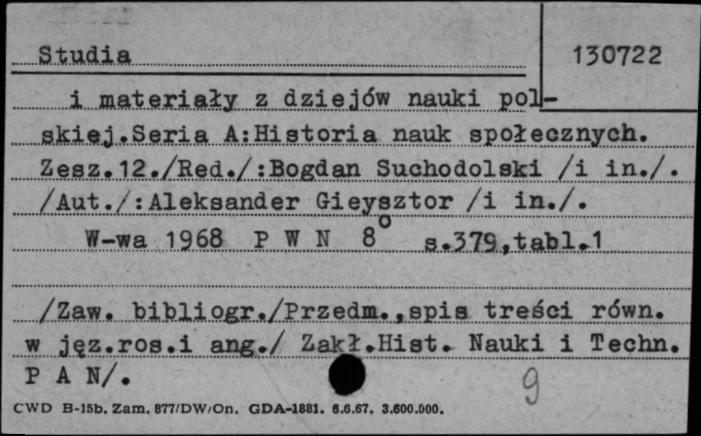 Studia 130722
i materiały z dziejów nauki pol-
skiej.Seria A:Historia nauk społecznych.
Zesz.12./Red./:Bogdan Suchodolski /i in./.
/Aut./:Aleksander Gieysztor /i in./.
W-wa 1968 P W N 8° s.379,tabl.1
/Zaw. bibliogr./Przedm.,spis treści równ.
w jęz.ros.i ang./ Zakł.Hist. Nauki i Techn.
P A N/. 9
CWD B-15b. Zam. 877/DW/On. GDA-1881. 6.6.67. 3.600.000.